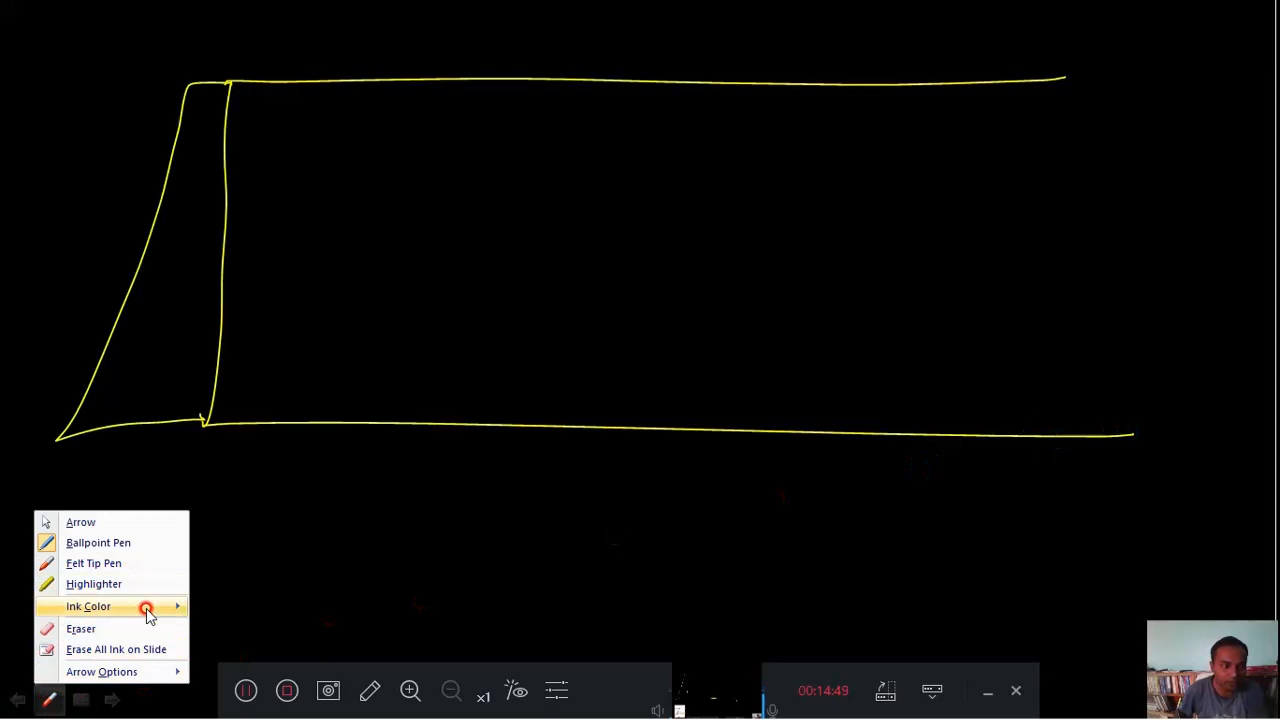 Arrow
Ballpoint Pen
Felt Tip Pen
Highlighter
Ink Color
Eraser
Erase All Ink on Slide
Arrow Options
x1
00:14:49